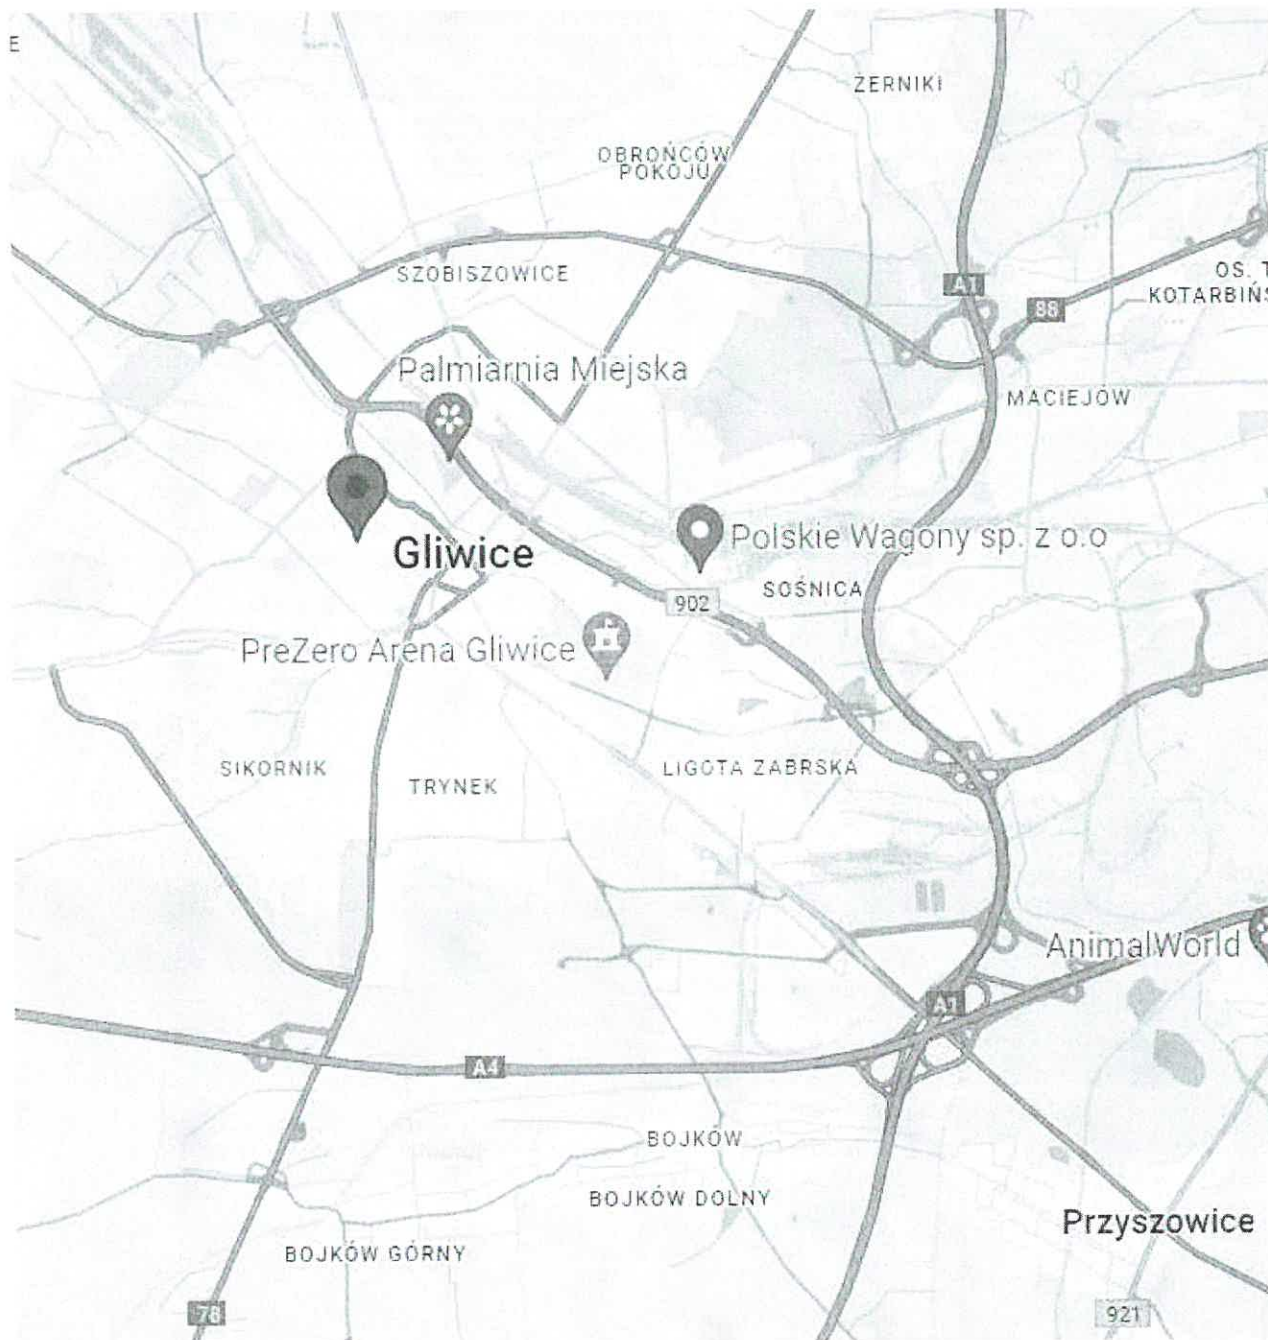 E
ŻERNIKI
OBROŃCÓW
POKOJU
SZOBISZOWICE
A1
OS. T
KOTARBIŃS
88
Palmiarnia Miejska
MACIEJÓW
Polskie Wagony sp. z o.o
Gliwice
SOŚNICA
902
PreZero Arena Gliwice
SIKORNIK
LIGOTA ZABRSKA
TRYNEK
AnimalWorld
A1
A4
BOJKÓW
BOJKÓW DOLNY
Przyszowice
BOJKÓW GÓRNY
78
921